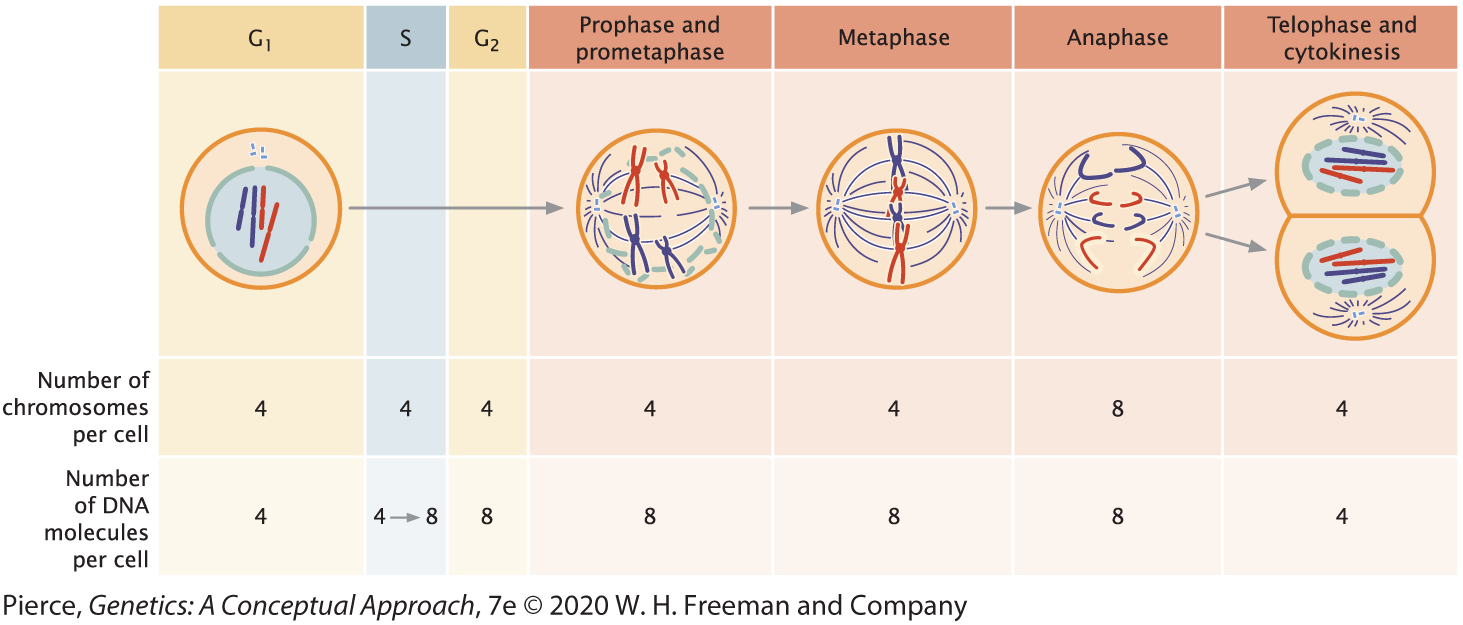 G₁ S G₂ Prophase and prometaphase Metaphase Anaphase Telophase and cytokinesis
Number of
chromosomes
per cell
4 4 4 4 4 8 4
Number
of DNA
molecules
per cell
4 4 → 8 8 8 8 8 4
Pierce, Genetics: A Conceptual Approach, 7e © 2020 W. H. Freeman and Company